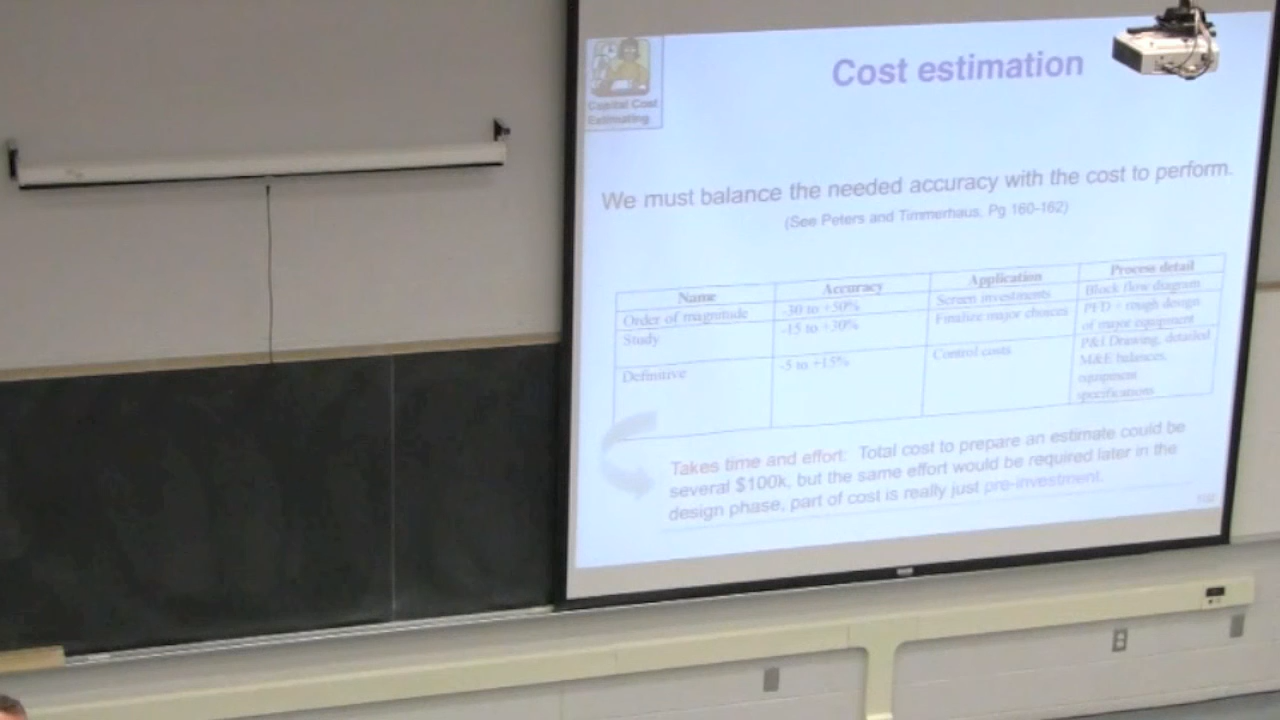 Cost estimation
Capital Cost
Estimating
We must balance the needed accuracy with the cost to perform.
(See Peters and Timmerhaus, Pg 160-162)
Name Accuracy Application Process detail
Order of magnitude -30 to +50% Screen investments Block flow diagram
Study -15 to +30% Finalize major choices PFD + rough design
of major equipment
Definitive -5 to +15% Control costs P&I Drawing, detailed
M&E balances,
equipment
specifications
Takes time and effort: Total cost to prepare an estimate could be
several $100k, but the same effort would be required later in the
design phase, part of cost is really just pre-investment.